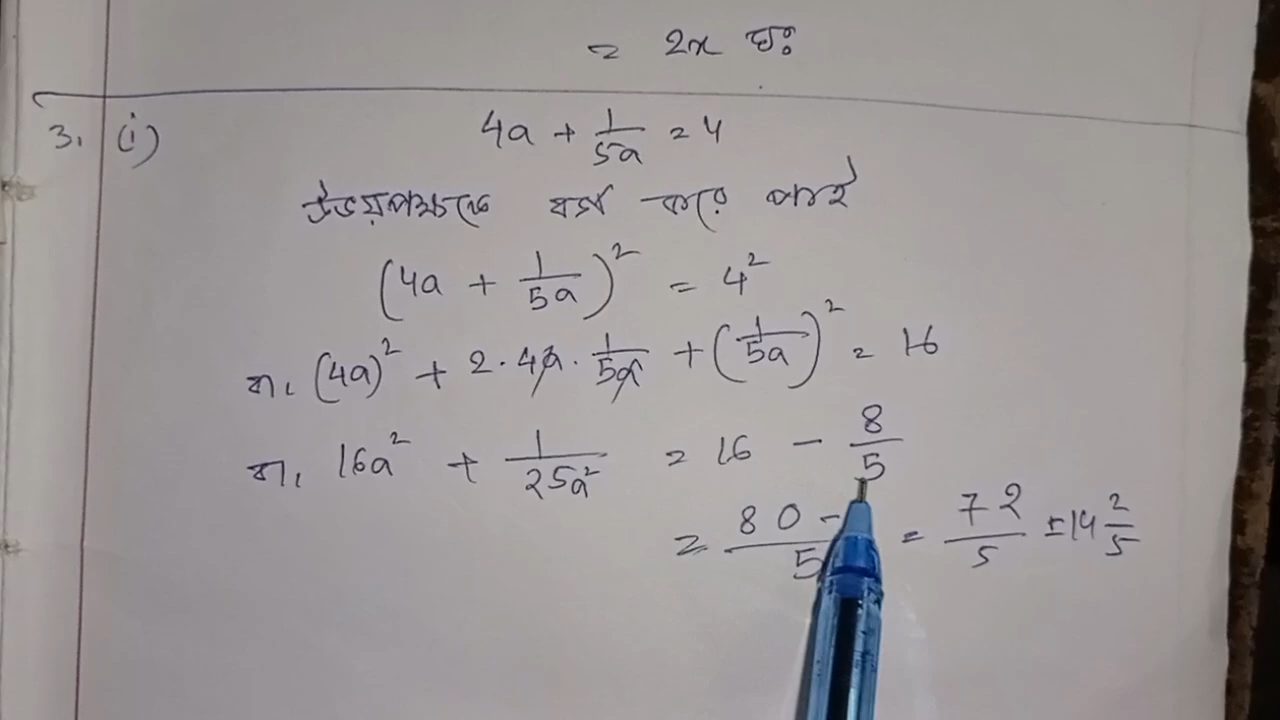 = 2x ঘঃ
3. (i) 4a + 1/5a = 4
উভয়পক্ষকে বর্গ করে পাই
(4a + 1/5a)² = 4²
বা, (4a)² + 2·4a·1/5a + (1/5a)² = 16
বা, 16a² + 1/25a² = 16 − 8/5
= 80 − /5 = 72/5 = 14 2/5